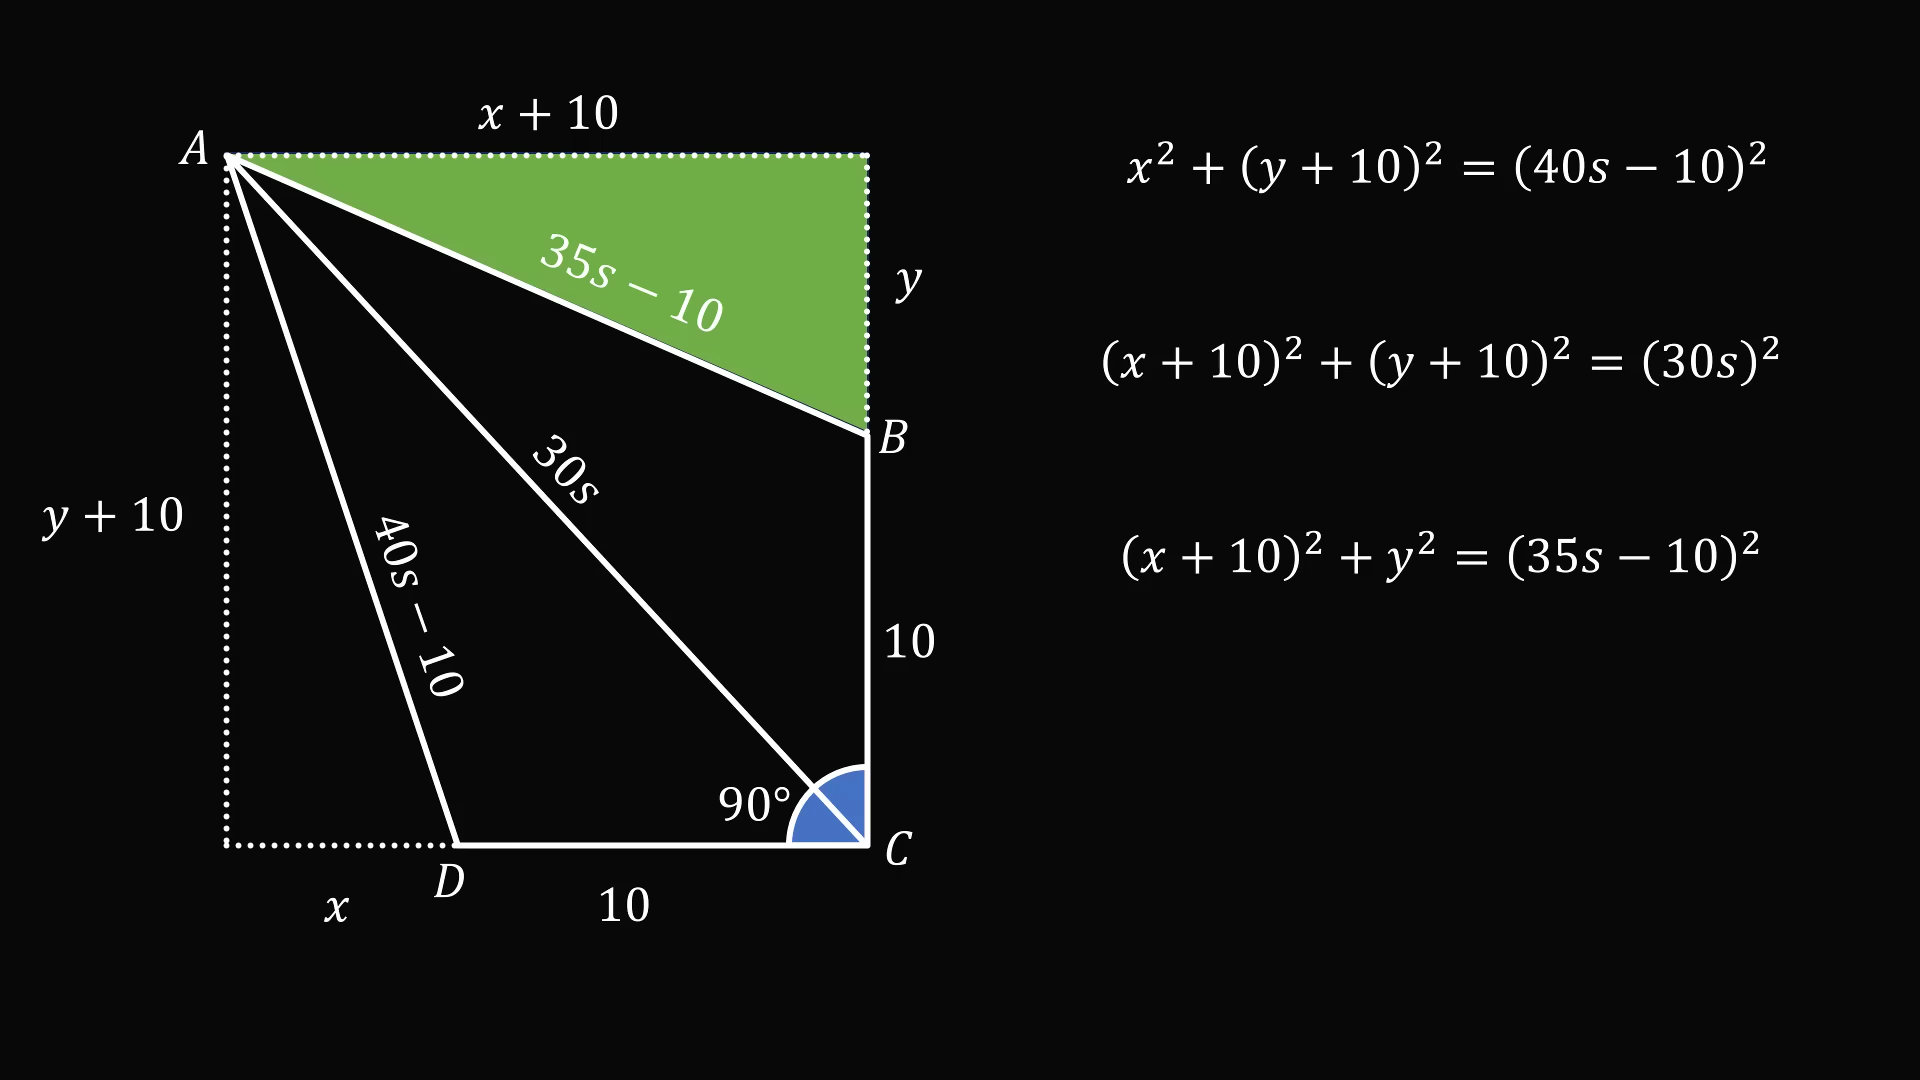 x + 10
A
x² + (y + 10)² = (40s − 10)²
35s − 10
y
(x + 10)² + (y + 10)² = (30s)²
B
30s
y + 10
40s − 10
(x + 10)² + y² = (35s − 10)²
10
90°
C
D
x
10